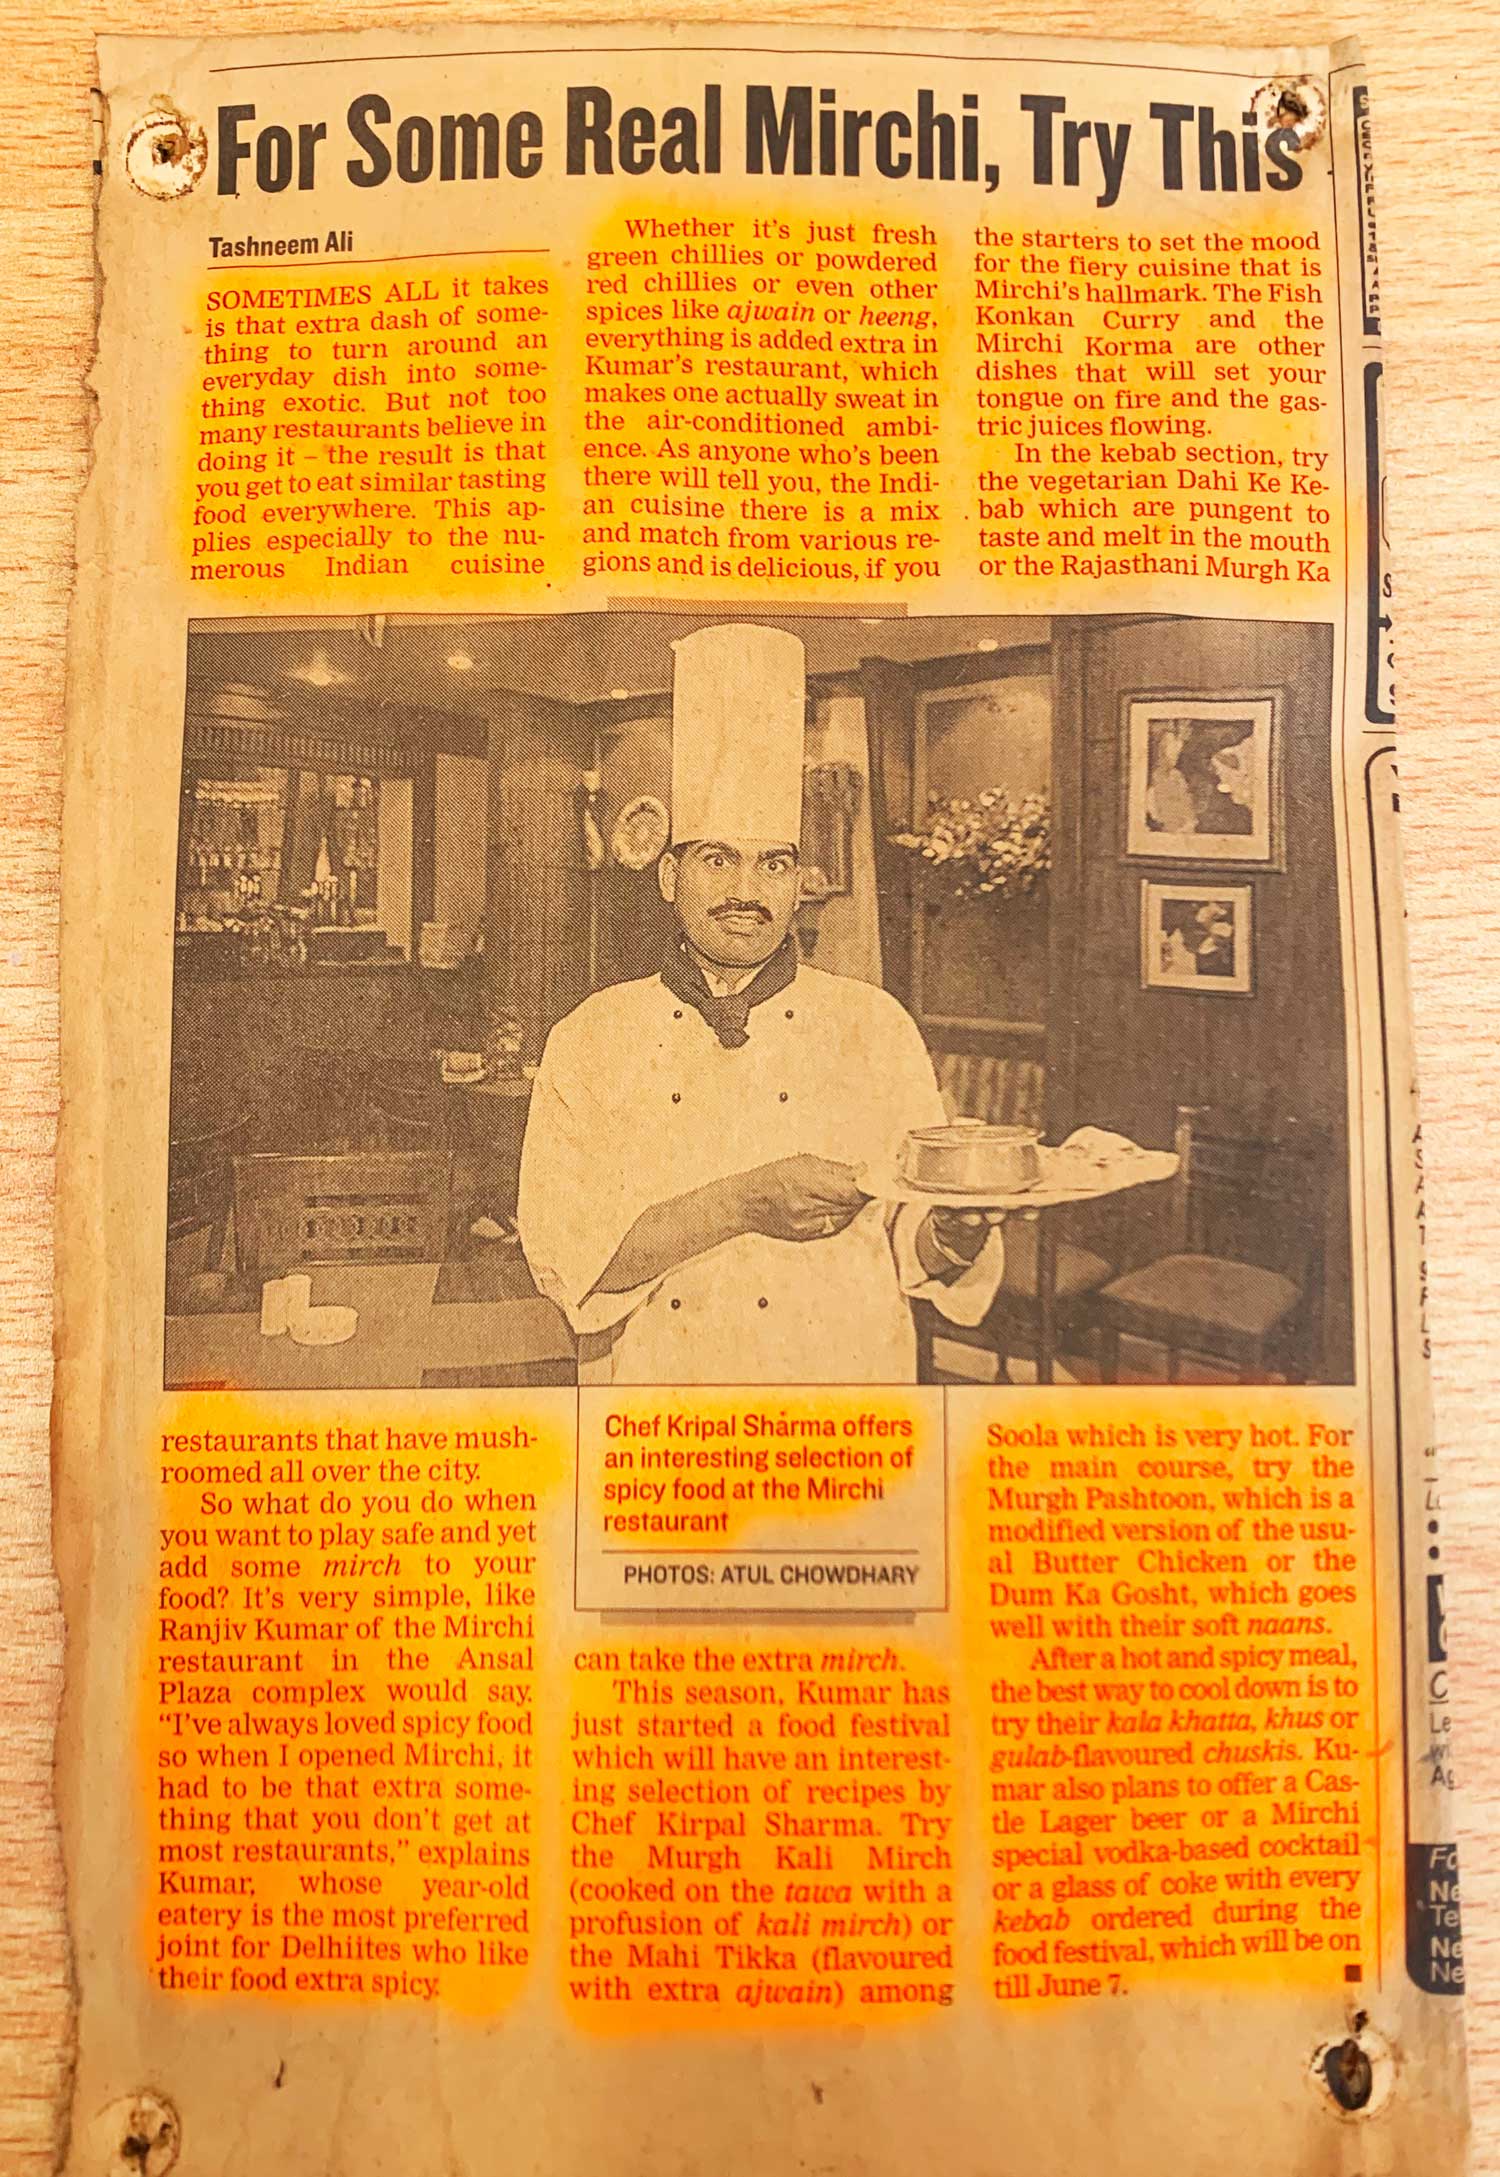 For Some Real Mirchi, Try This
Tashneem Ali
SOMETIMES ALL it takes
is that extra dash of some-
thing to turn around an
everyday dish into some-
thing exotic. But not too
many restaurants believe in
doing it – the result is that
you get to eat similar tasting
food everywhere. This ap-
plies especially to the nu-
merous Indian cuisine
restaurants that have mush-
roomed all over the city.
So what do you do when
you want to play safe and yet
add some mirch to your
food? It's very simple, like
Ranjiv Kumar of the Mirchi
restaurant in the Ansal
Plaza complex would say.
“I've always loved spicy food
so when I opened Mirchi, it
had to be that extra some-
thing that you don't get at
most restaurants,” explains
Kumar, whose year-old
eatery is the most preferred
joint for Delhiites who like
their food extra spicy.
Whether it's just fresh
green chillies or powdered
red chillies or even other
spices like ajwain or heeng,
everything is added extra in
Kumar's restaurant, which
makes one actually sweat in
the air-conditioned ambi-
ence. As anyone who's been
there will tell you, the Indi-
an cuisine there is a mix
and match from various re-
gions and is delicious, if you
Chef Kripal Sharma offers
an interesting selection of
spicy food at the Mirchi
restaurant
PHOTOS: ATUL CHOWDHARY
can take the extra mirch.
This season, Kumar has
just started a food festival
which will have an interest-
ing selection of recipes by
Chef Kirpal Sharma. Try
the Murgh Kali Mirch
(cooked on the tawa with a
profusion of kali mirch) or
the Mahi Tikka (flavoured
with extra ajwain) among
the starters to set the mood
for the fiery cuisine that is
Mirchi's hallmark. The Fish
Konkan Curry and the
Mirchi Korma are other
dishes that will set your
tongue on fire and the gas-
tric juices flowing.
In the kebab section, try
the vegetarian Dahi Ke Ke-
bab which are pungent to
taste and melt in the mouth
or the Rajasthani Murgh Ka
Soola which is very hot. For
the main course, try the
Murgh Pashtoon, which is a
modified version of the usu-
al Butter Chicken or the
Dum Ka Gosht, which goes
well with their soft naans.
After a hot and spicy meal,
the best way to cool down is to
try their kala khatta, khus or
gulab-flavoured chuskis. Ku-
mar also plans to offer a Cas-
tle Lager beer or a Mirchi
special vodka-based cocktail
or a glass of coke with every
kebab ordered during the
food festival, which will be on
till June 7.